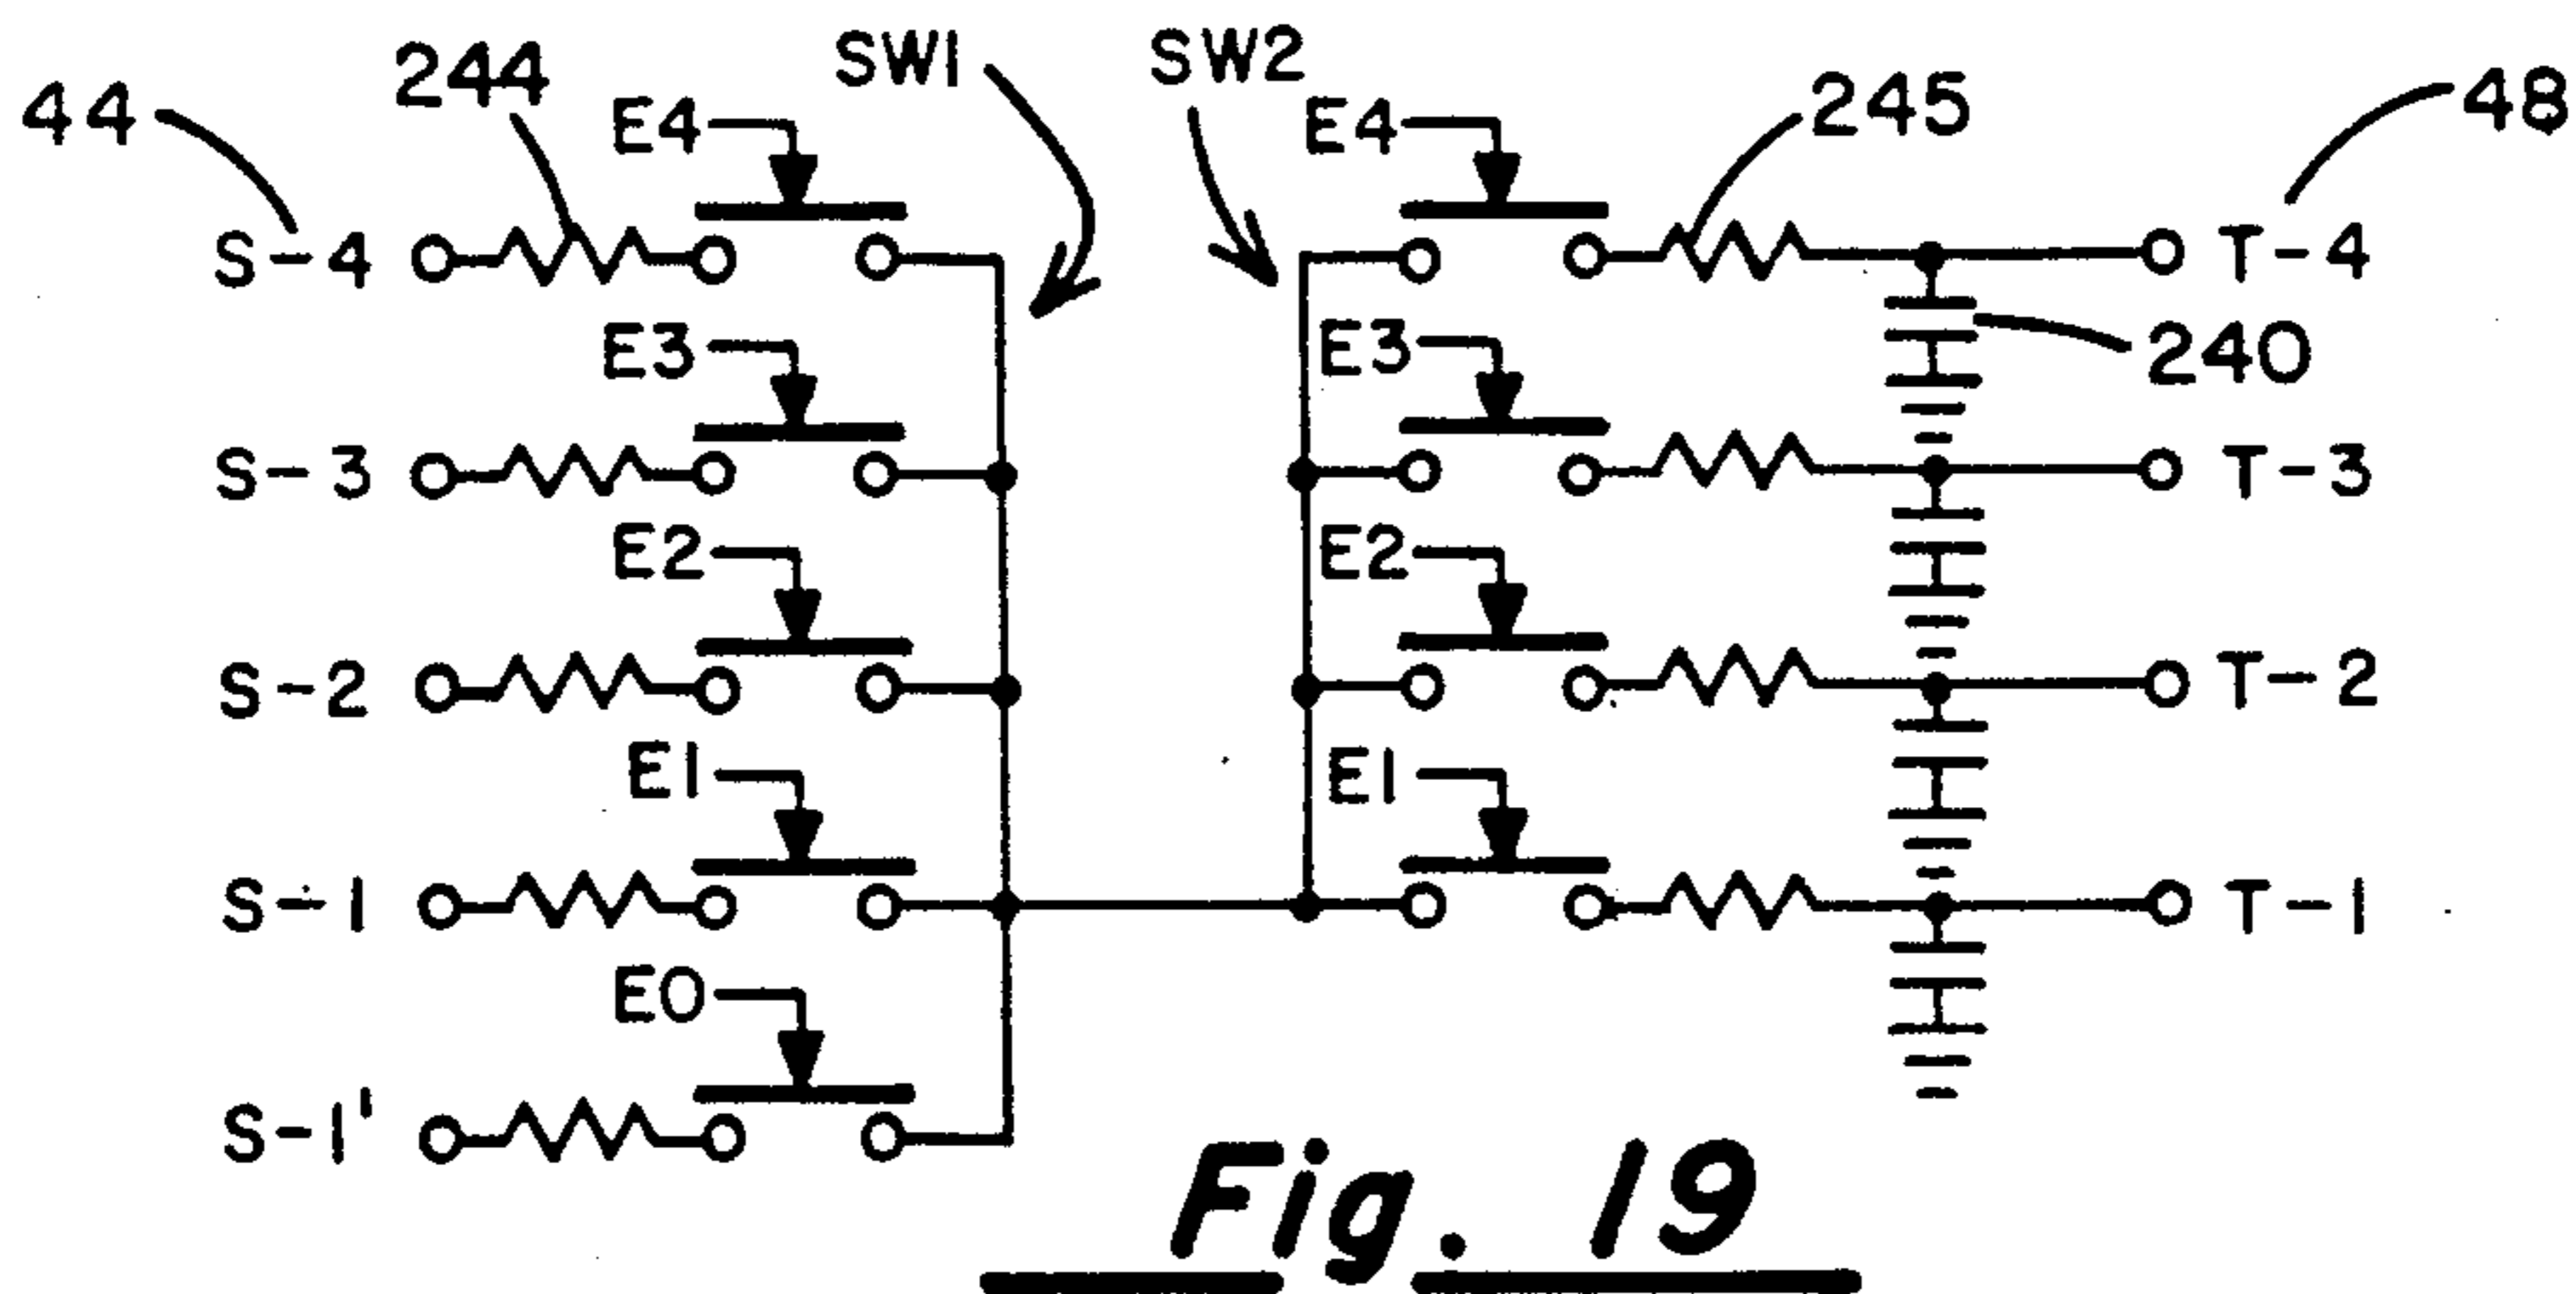 44
244
SW1
SW2
E4
E4
245
48
S-4
T-4
E3
E3
240
S-3
T-3
E2
E2
S-2
T-2
E1
E1
S-1
T-1
E0
S-1'
Fig. 19